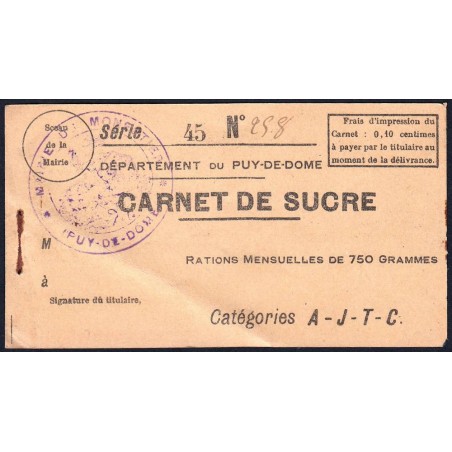 Sceau
de la
Mairie
Série 45 N° 258
Frais d'impression du
Carnet : 0,10 centimes
à payer par le titulaire au
moment de la délivrance.
DÉPARTEMENT DU PUY-DE-DOME
CARNET DE SUCRE
PUY-DE-DOME
M
RATIONS MENSUELLES DE 750 GRAMMES
à
Signature dû titulaire,
Catégories A-J-T-C.